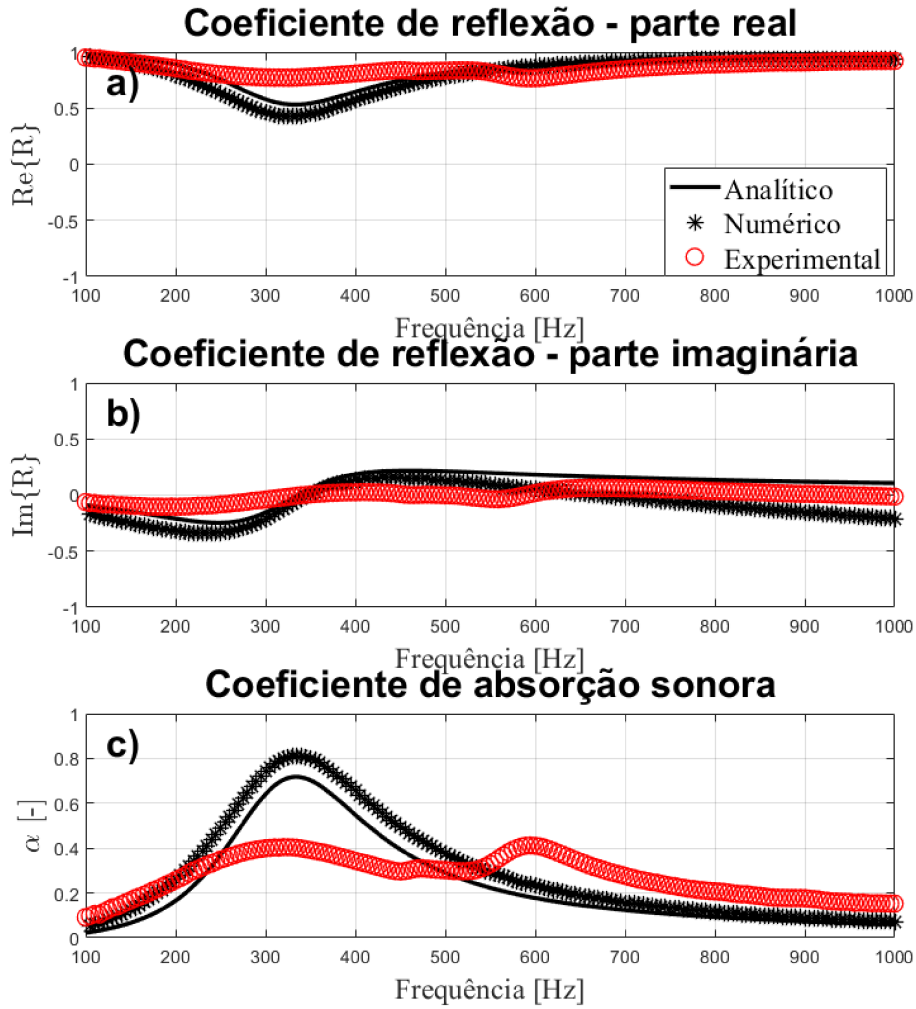 Coeficiente de reflexão - parte real
1
a)
0.5
0
-0.5
-1
Re{R}
Analítico
Numérico
Experimental
100 200 300 400 500 600 700 800 900 1000
Frequência [Hz]
Coeficiente de reflexão - parte imaginária
1
b)
0.5
0
-0.5
-1
Im{R}
100 200 300 400 500 600 700 800 900 1000
Frequência [Hz]
Coeficiente de absorção sonora
1
c)
0.8
0.6
0.4
0.2
0
α [-]
100 200 300 400 500 600 700 800 900 1000
Frequência [Hz]